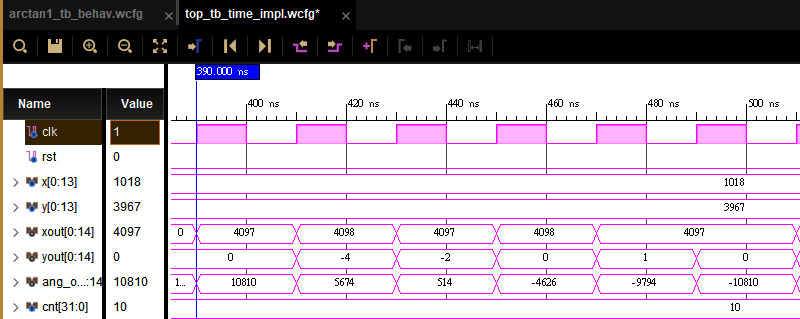 arctan1_tb_behav.wcfg × top_tb_time_impl.wcfg* ×
390.000 ns
Name Value 400 ns 420 ns 440 ns 460 ns 480 ns 500 ns
clk 1
rst 0
x[0:13] 1018 1018
y[0:13] 3967 3967
xout[0:14] 4097 0 4097 4098 4097 4098 4097
yout[0:14] 0 0 -4 -2 0 1 0
ang_o...:14 10810 1... 10810 5674 514 -4626 -9794 -10810
cnt[31:0] 10 10